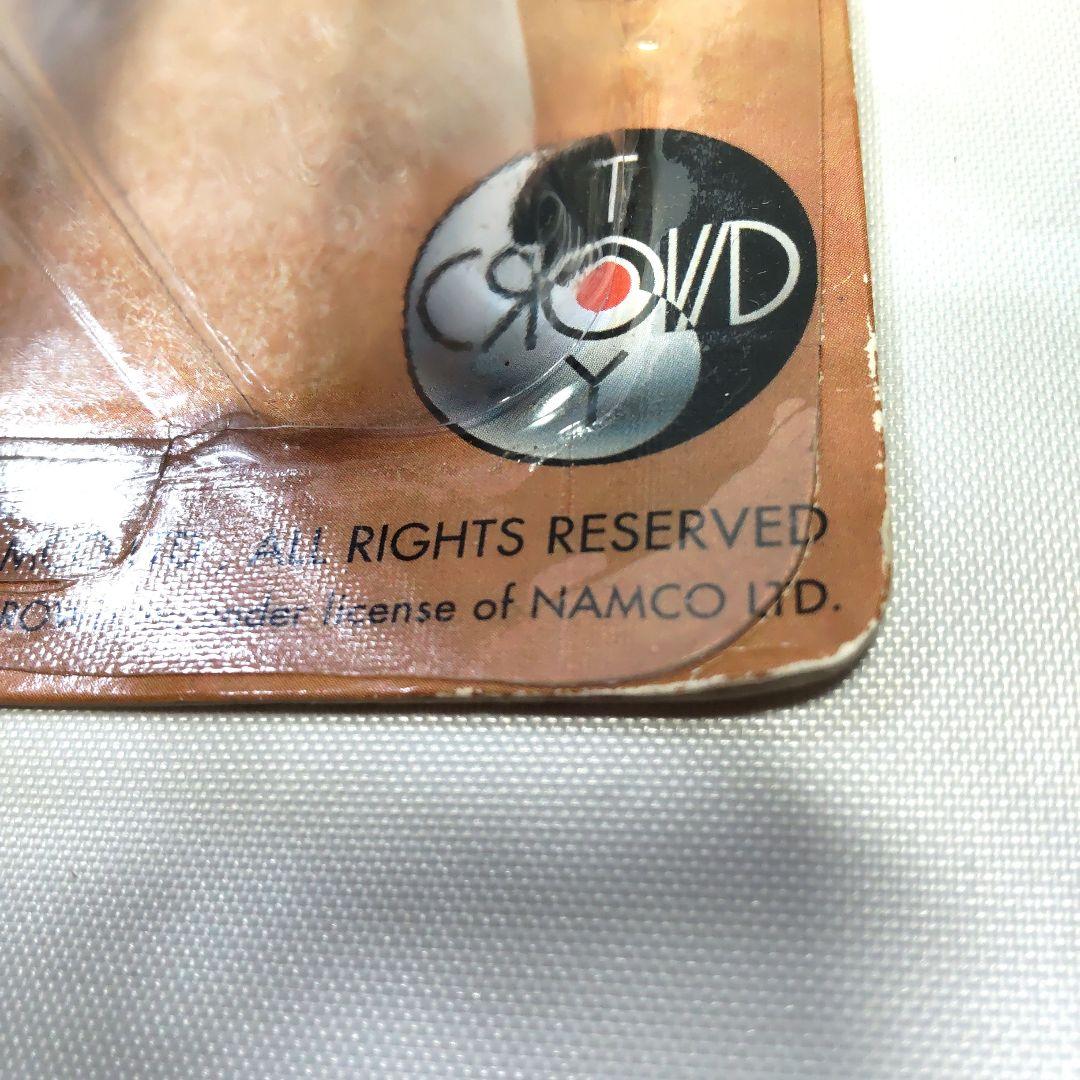 T
CROWD
Y
ALL RIGHTS RESERVED
under license of NAMCO LTD.